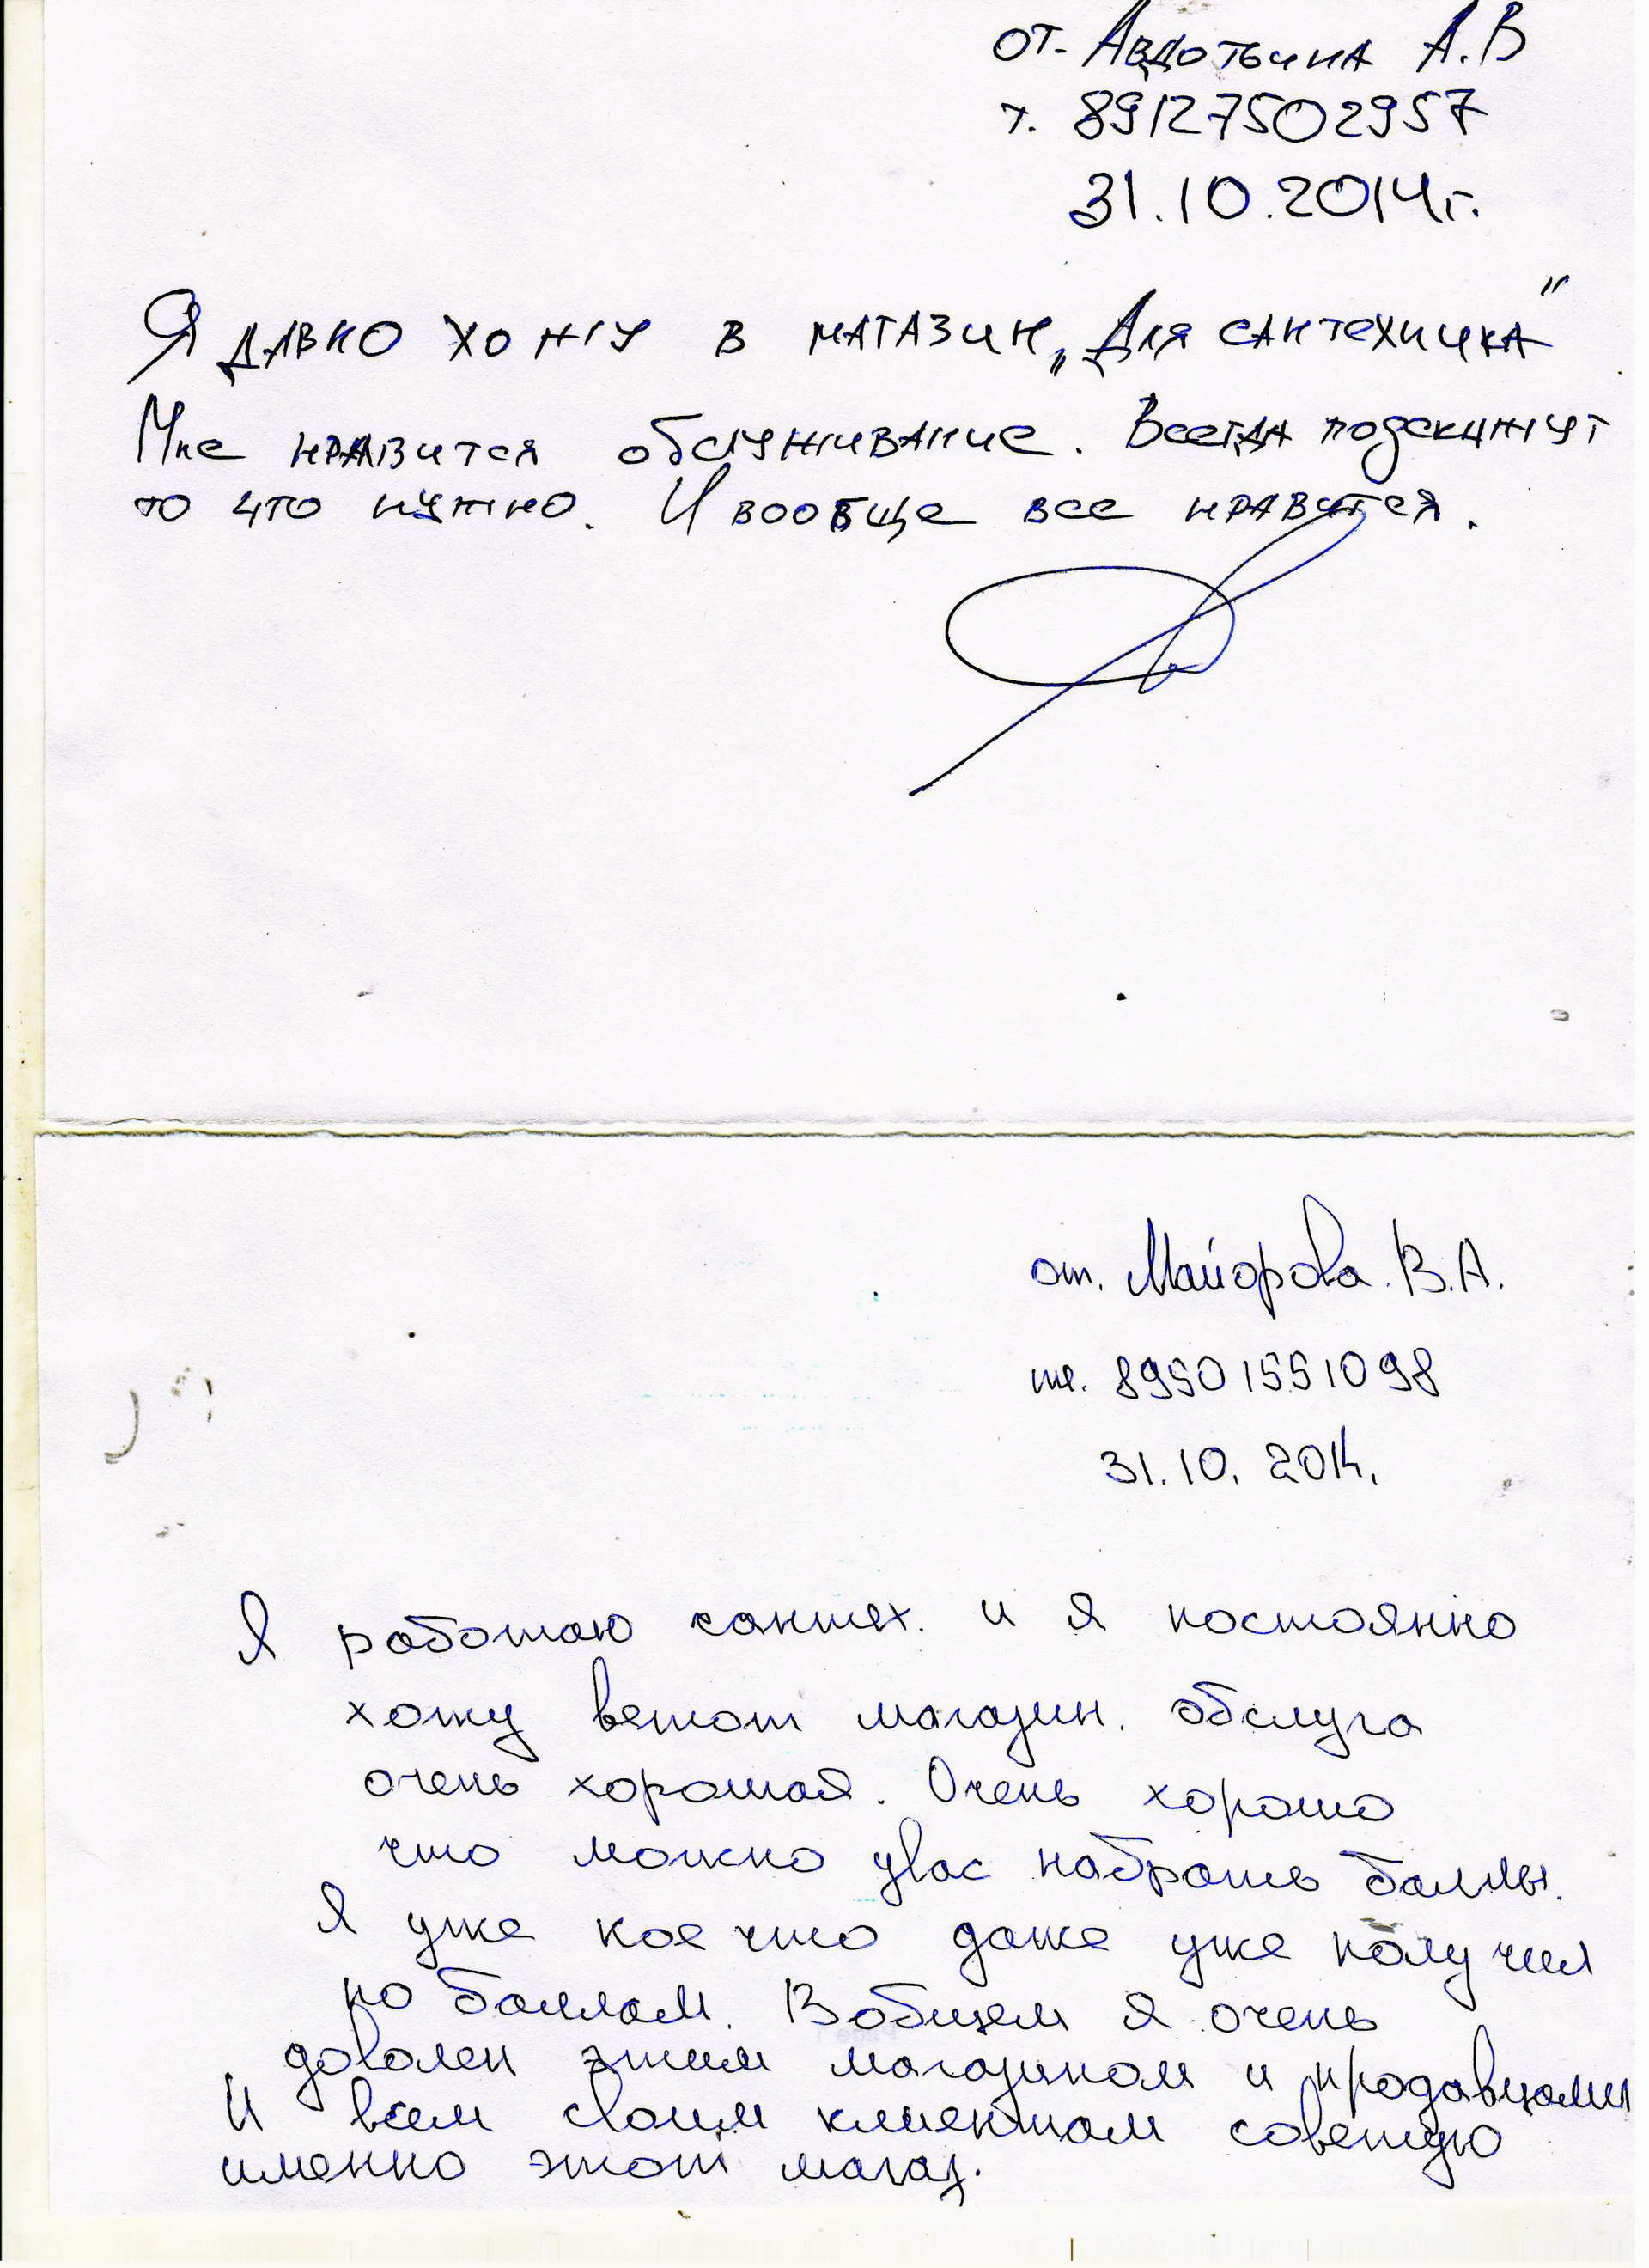 от- Авдотьина А.В
т. 89127502957
31.10.2014г.
Я давно хожу в магазин „Для сантехника"
Мне нравится обслуживание. Всегда подскажут
то что нужно. И вообще все нравится.
от. Майорова. В.А.
те. 89501551098
31.10.2014.
Я работаю сантех. и я постоянно
хожу ветот магазин. обслуга
очень хорошая. Очень хорошо
что можно увас набрать баллы.
Я уже кое что даже уже получил
по баллам. Вобщем я очень
доволен этим магазином и продавцами
И всем своим клиентам советую
именно этот магаз.